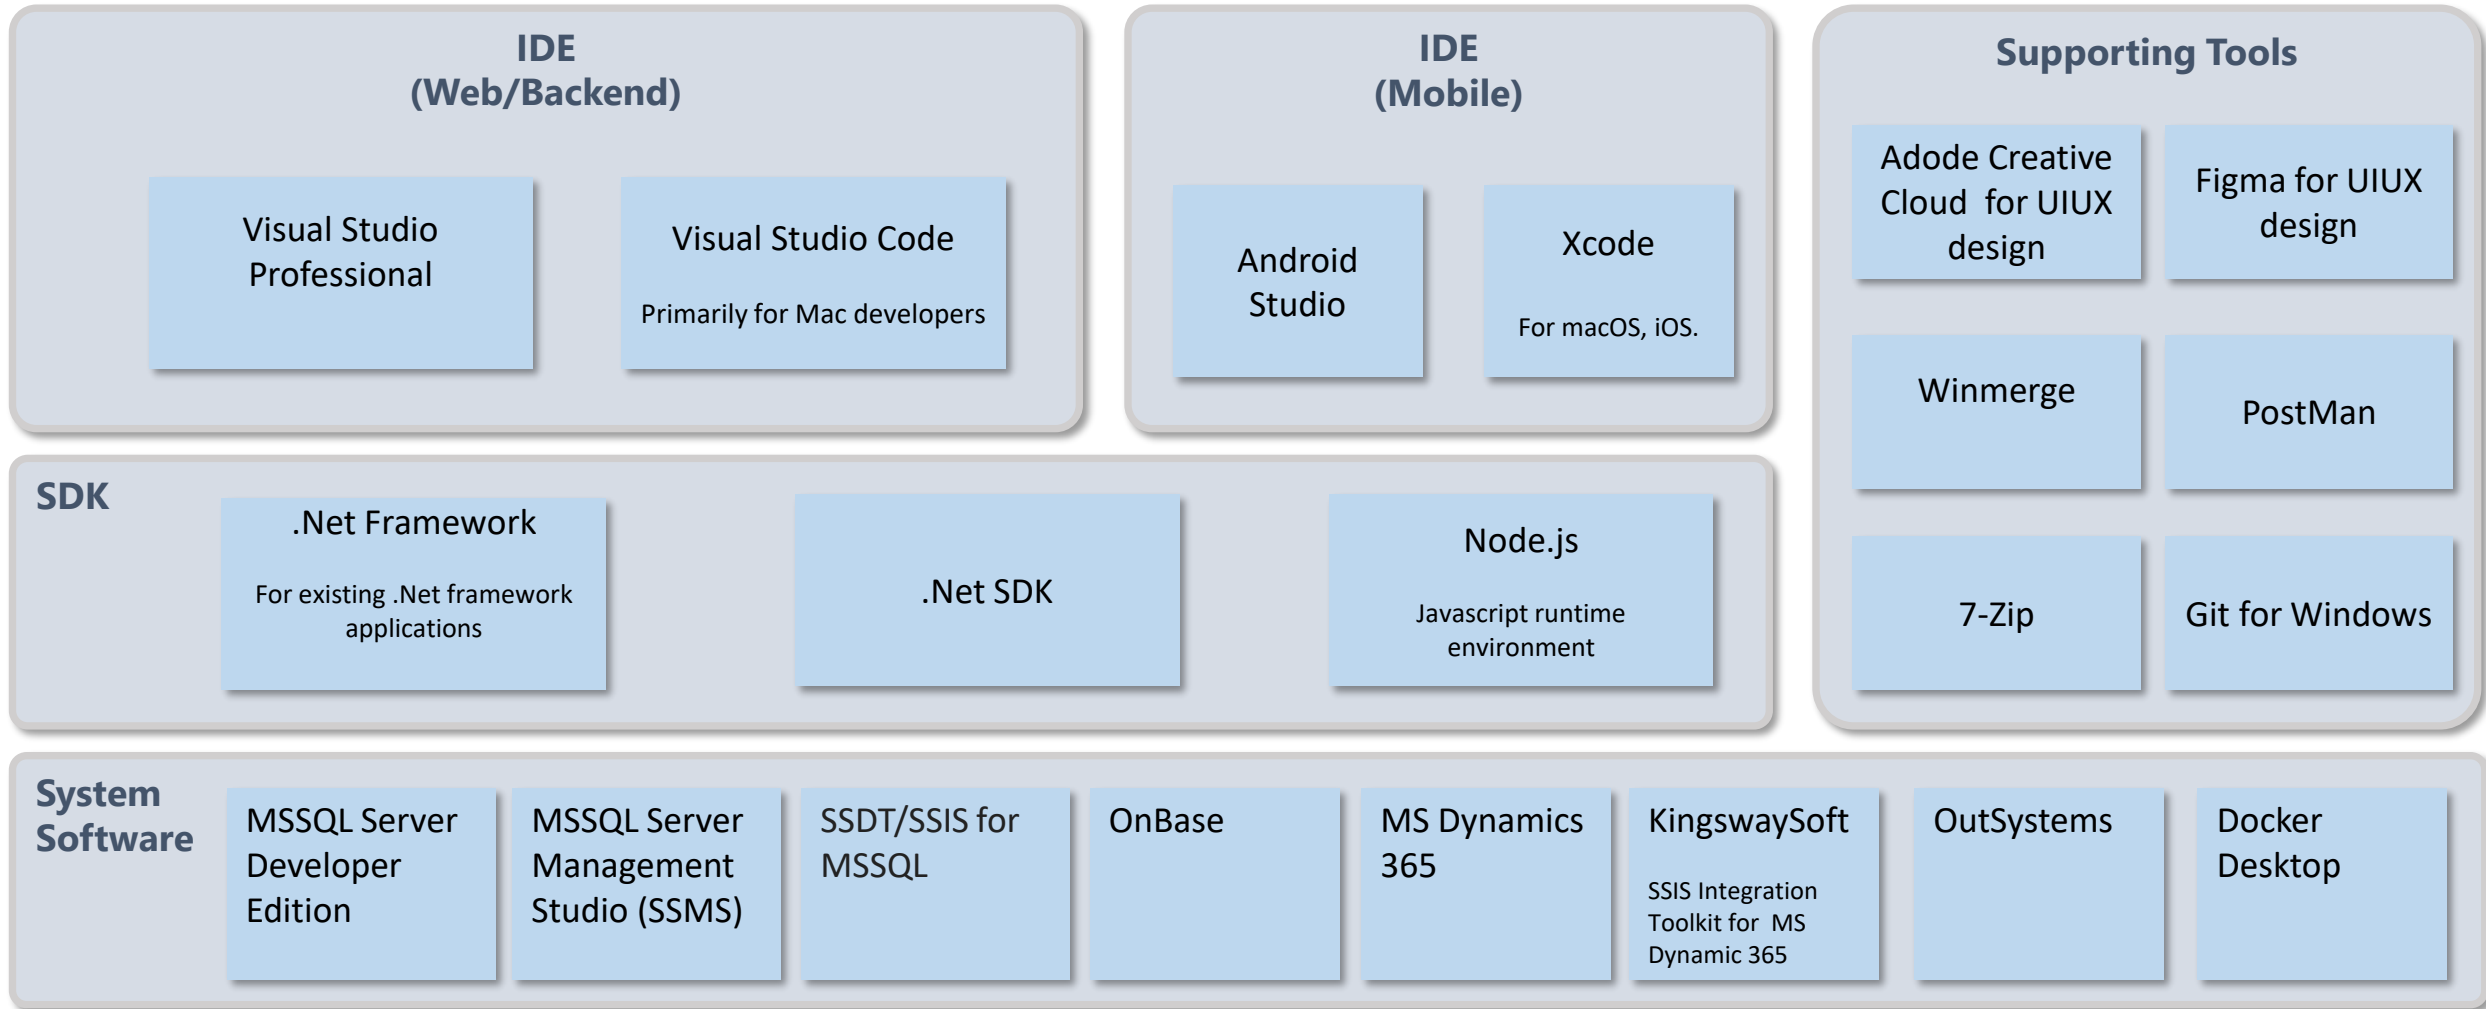 IDE
(Web/Backend)
Visual Studio
Professional
Visual Studio Code
Primarily for Mac developers
IDE
(Mobile)
Android
Studio
Xcode
For macOS, iOS.
Supporting Tools
Adode Creative
Cloud  for UIUX
design
Figma for UIUX
design
Winmerge
PostMan
7-Zip
Git for Windows
SDK
.Net Framework
For existing .Net framework
applications
.Net SDK
Node.js
Javascript runtime
environment
System
Software
MSSQL Server
Developer
Edition
MSSQL Server
Management
Studio (SSMS)
SSDT/SSIS for
MSSQL
OnBase
MS Dynamics
365
KingswaySoft
SSIS Integration
Toolkit for  MS
Dynamic 365
OutSystems
Docker
Desktop